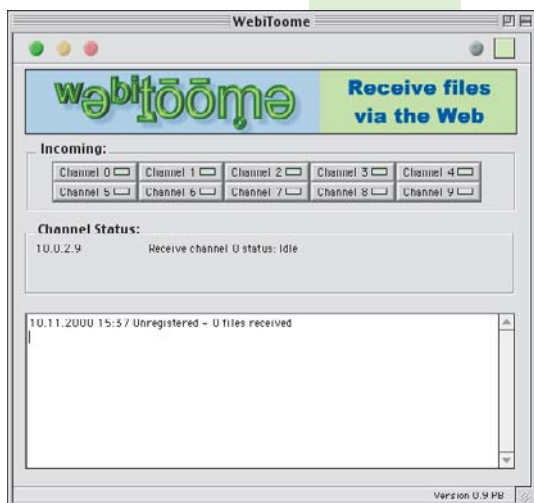 WebiToome
wəbitōōmə
Receive files
via the Web
Incoming:
Channel 0 Channel 1 Channel 2 Channel 3 Channel 4
Channel 5 Channel 6 Channel 7 Channel 8 Channel 9
Channel Status:
10.0.2.9 Receive channel 0 status: Idle
10.11.2000 15:37 Unregistered - 0 files received
Version 0.9 PB